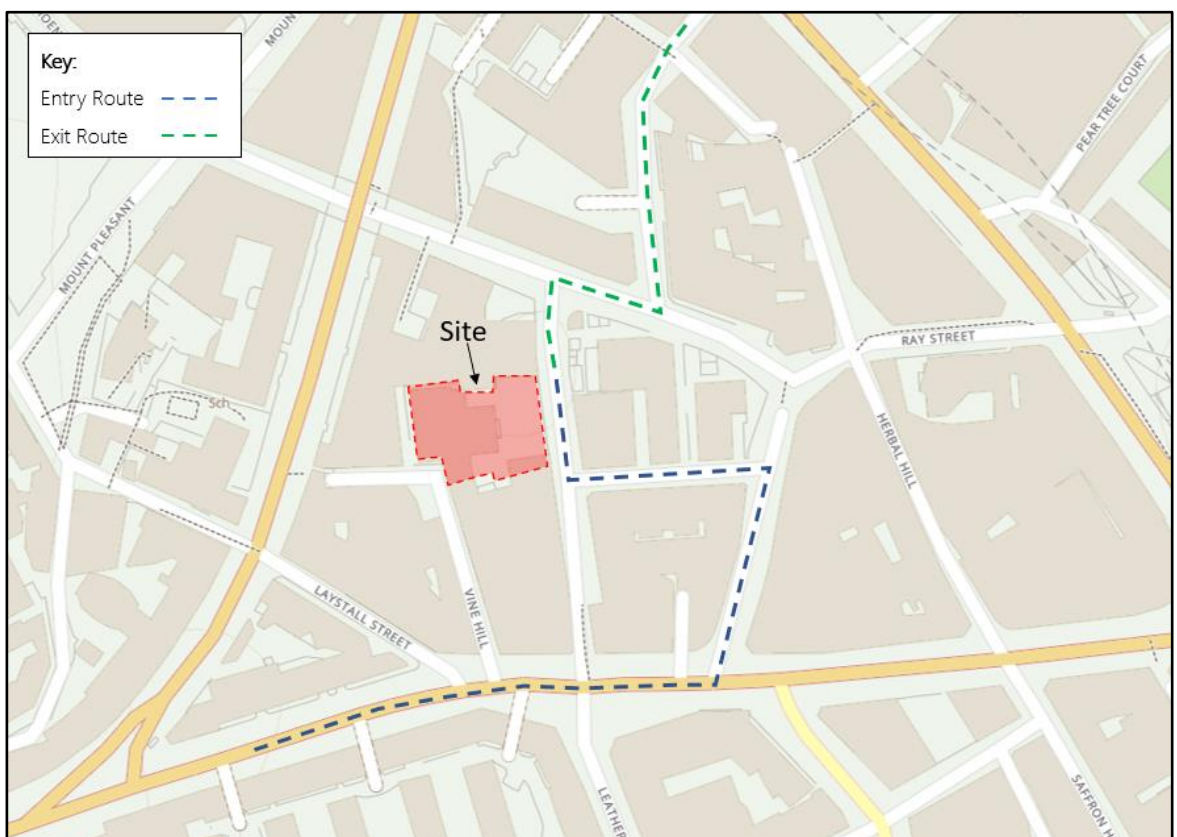 Key:
Entry Route
Exit Route
MOUN
MOUNT PLEASANT
PEAR TREE COURT
RAY STREET
Site
Sch
HERBAL HILL
LAYSTALL STREET
VINE HILL
LEATHER
SAFFRON H